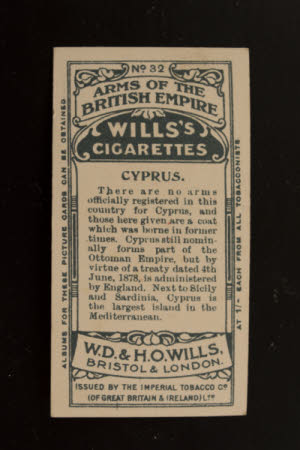 No 32
ARMS OF THE
BRITISH EMPIRE
WILLS'S
CIGARETTES
CYPRUS.
There are no arms
officially registered in this
country for Cyprus, and
those here given are a coat
which was borne in former
times. Cyprus still nomin-
ally forms part of the
Ottoman Empire, but by
virtue of a treaty dated 4th
June, 1878, is administered
by England. Next to Sicily
and Sardinia, Cyprus is
the largest island in the
Mediterranean.
W.D. & H.O. WILLS,
BRISTOL & LONDON.
ISSUED BY THE IMPERIAL TOBACCO Co
(OF GREAT BRITAIN & IRELAND) LTD
ALBUMS FOR THESE PICTURE CARDS CAN BE OBTAINED
AT 1/- EACH FROM ALL TOBACCONISTS